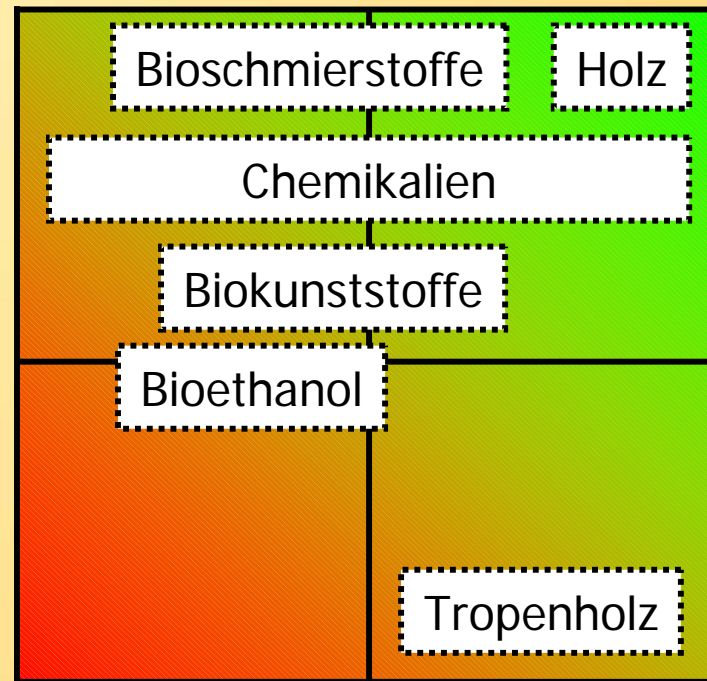 Bioschmierstoffe
Holz
Chemikalien
Biokunststoffe
Bioethanol
Tropenholz